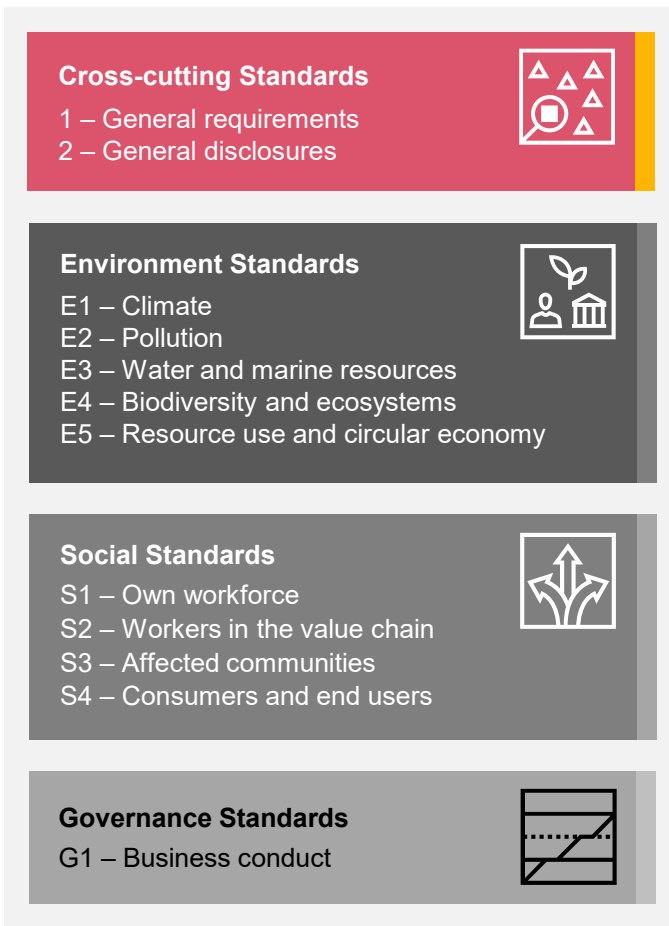 Cross-cutting Standards
1 – General requirements
2 – General disclosures
Environment Standards
E1 – Climate
E2 – Pollution
E3 – Water and marine resources
E4 – Biodiversity and ecosystems
E5 – Resource use and circular economy
Social Standards
S1 – Own workforce
S2 – Workers in the value chain
S3 – Affected communities
S4 – Consumers and end users
Governance Standards
G1 – Business conduct